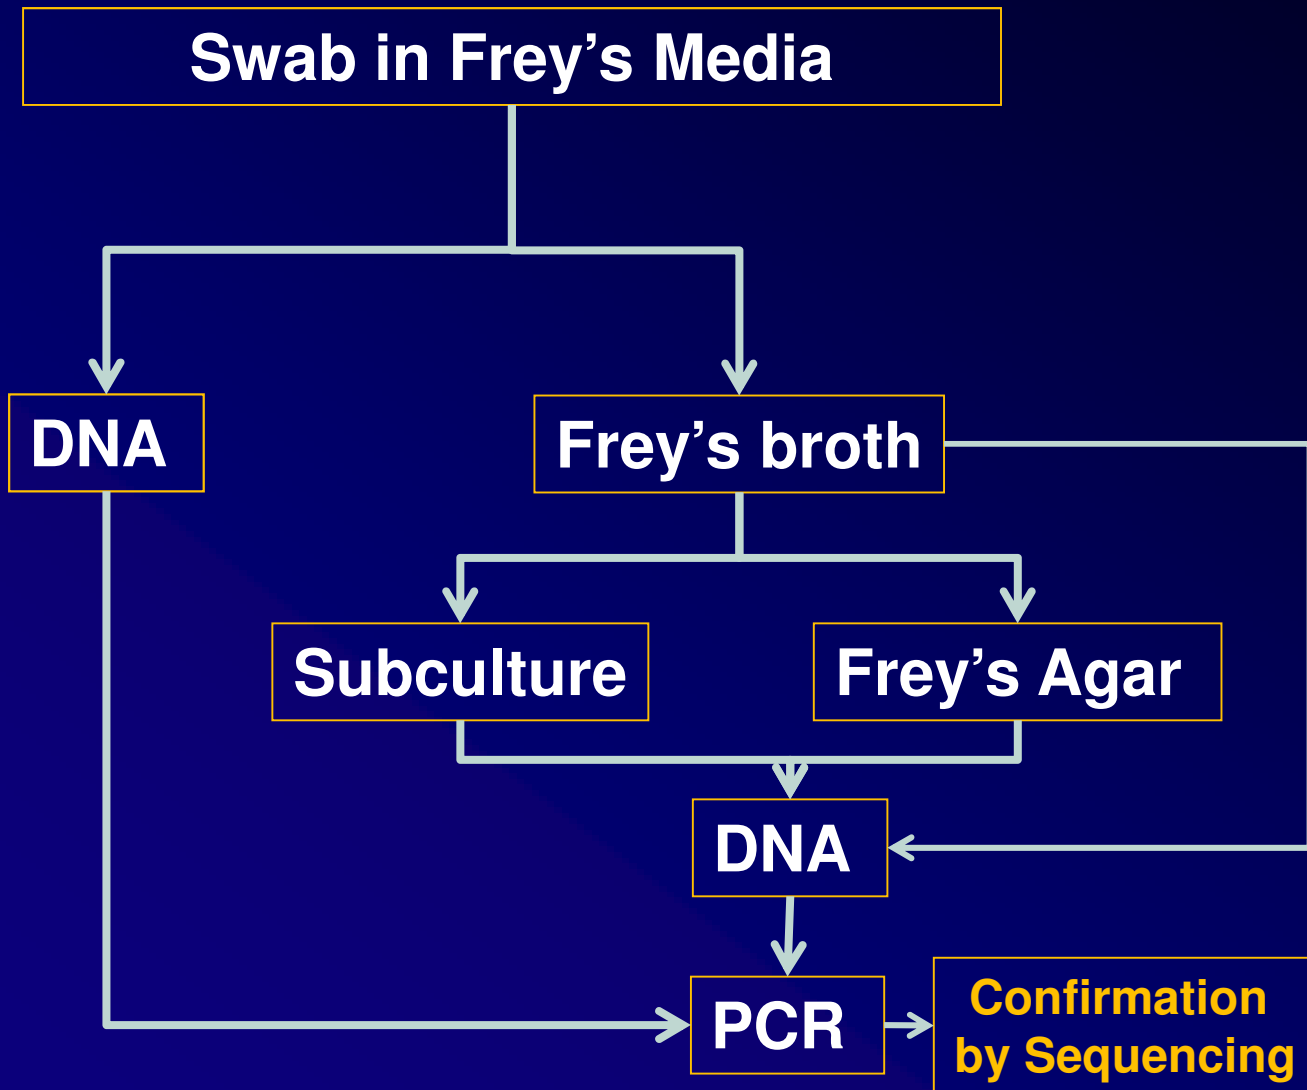 Swab in Frey’s Media
DNA
Frey’s broth
Subculture
Frey’s Agar
DNA
PCR
Confirmation
by Sequencing